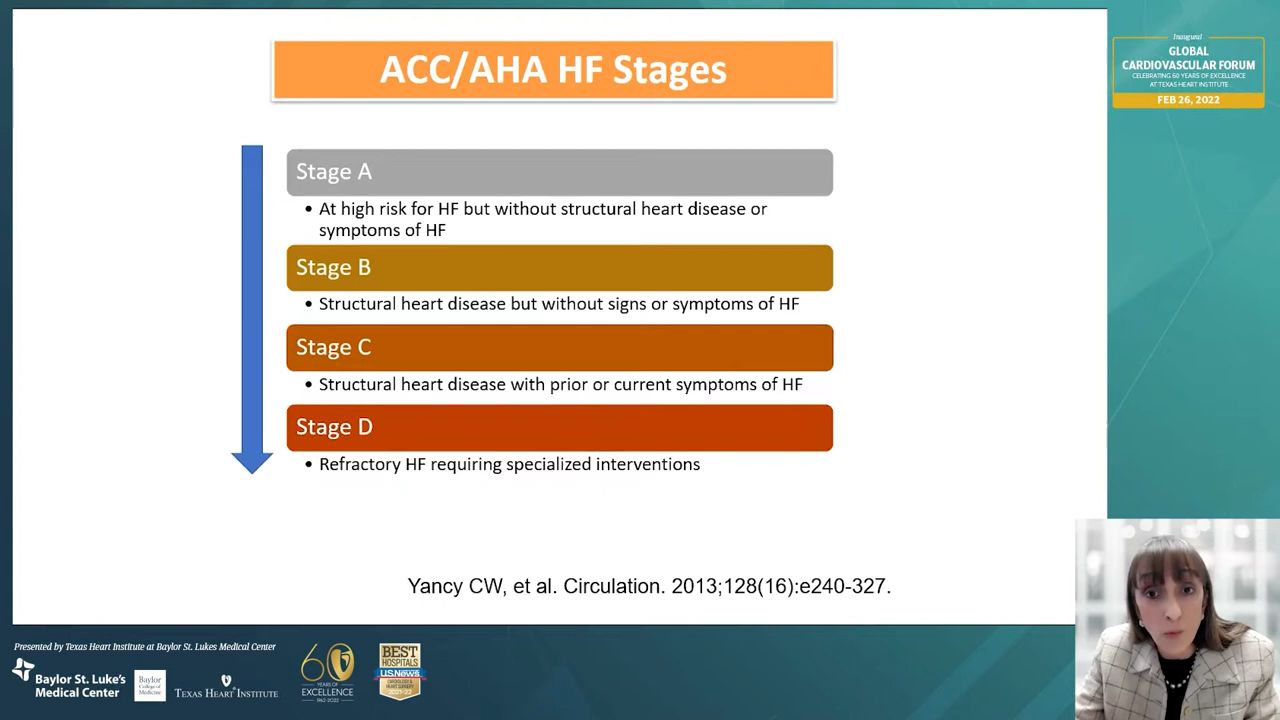 ACC/AHA HF Stages
Inaugural
GLOBAL
CARDIOVASCULAR FORUM
CELEBRATING 60 YEARS OF EXCELLENCE
AT TEXAS HEART INSTITUTE
FEB 26, 2022
Stage A
• At high risk for HF but without structural heart disease or
symptoms of HF
Stage B
• Structural heart disease but without signs or symptoms of HF
Stage C
• Structural heart disease with prior or current symptoms of HF
Stage D
• Refractory HF requiring specialized interventions
Yancy CW, et al. Circulation. 2013;128(16):e240-327.
Presented by Texas Heart Institute at Baylor St. Lukes Medical Center
Baylor St. Luke's
Medical Center
Baylor
College of
Medicine
TEXAS HEART INSTITUTE
60
YEARS OF
EXCELLENCE
BEST
HOSPITALS
U.S.News